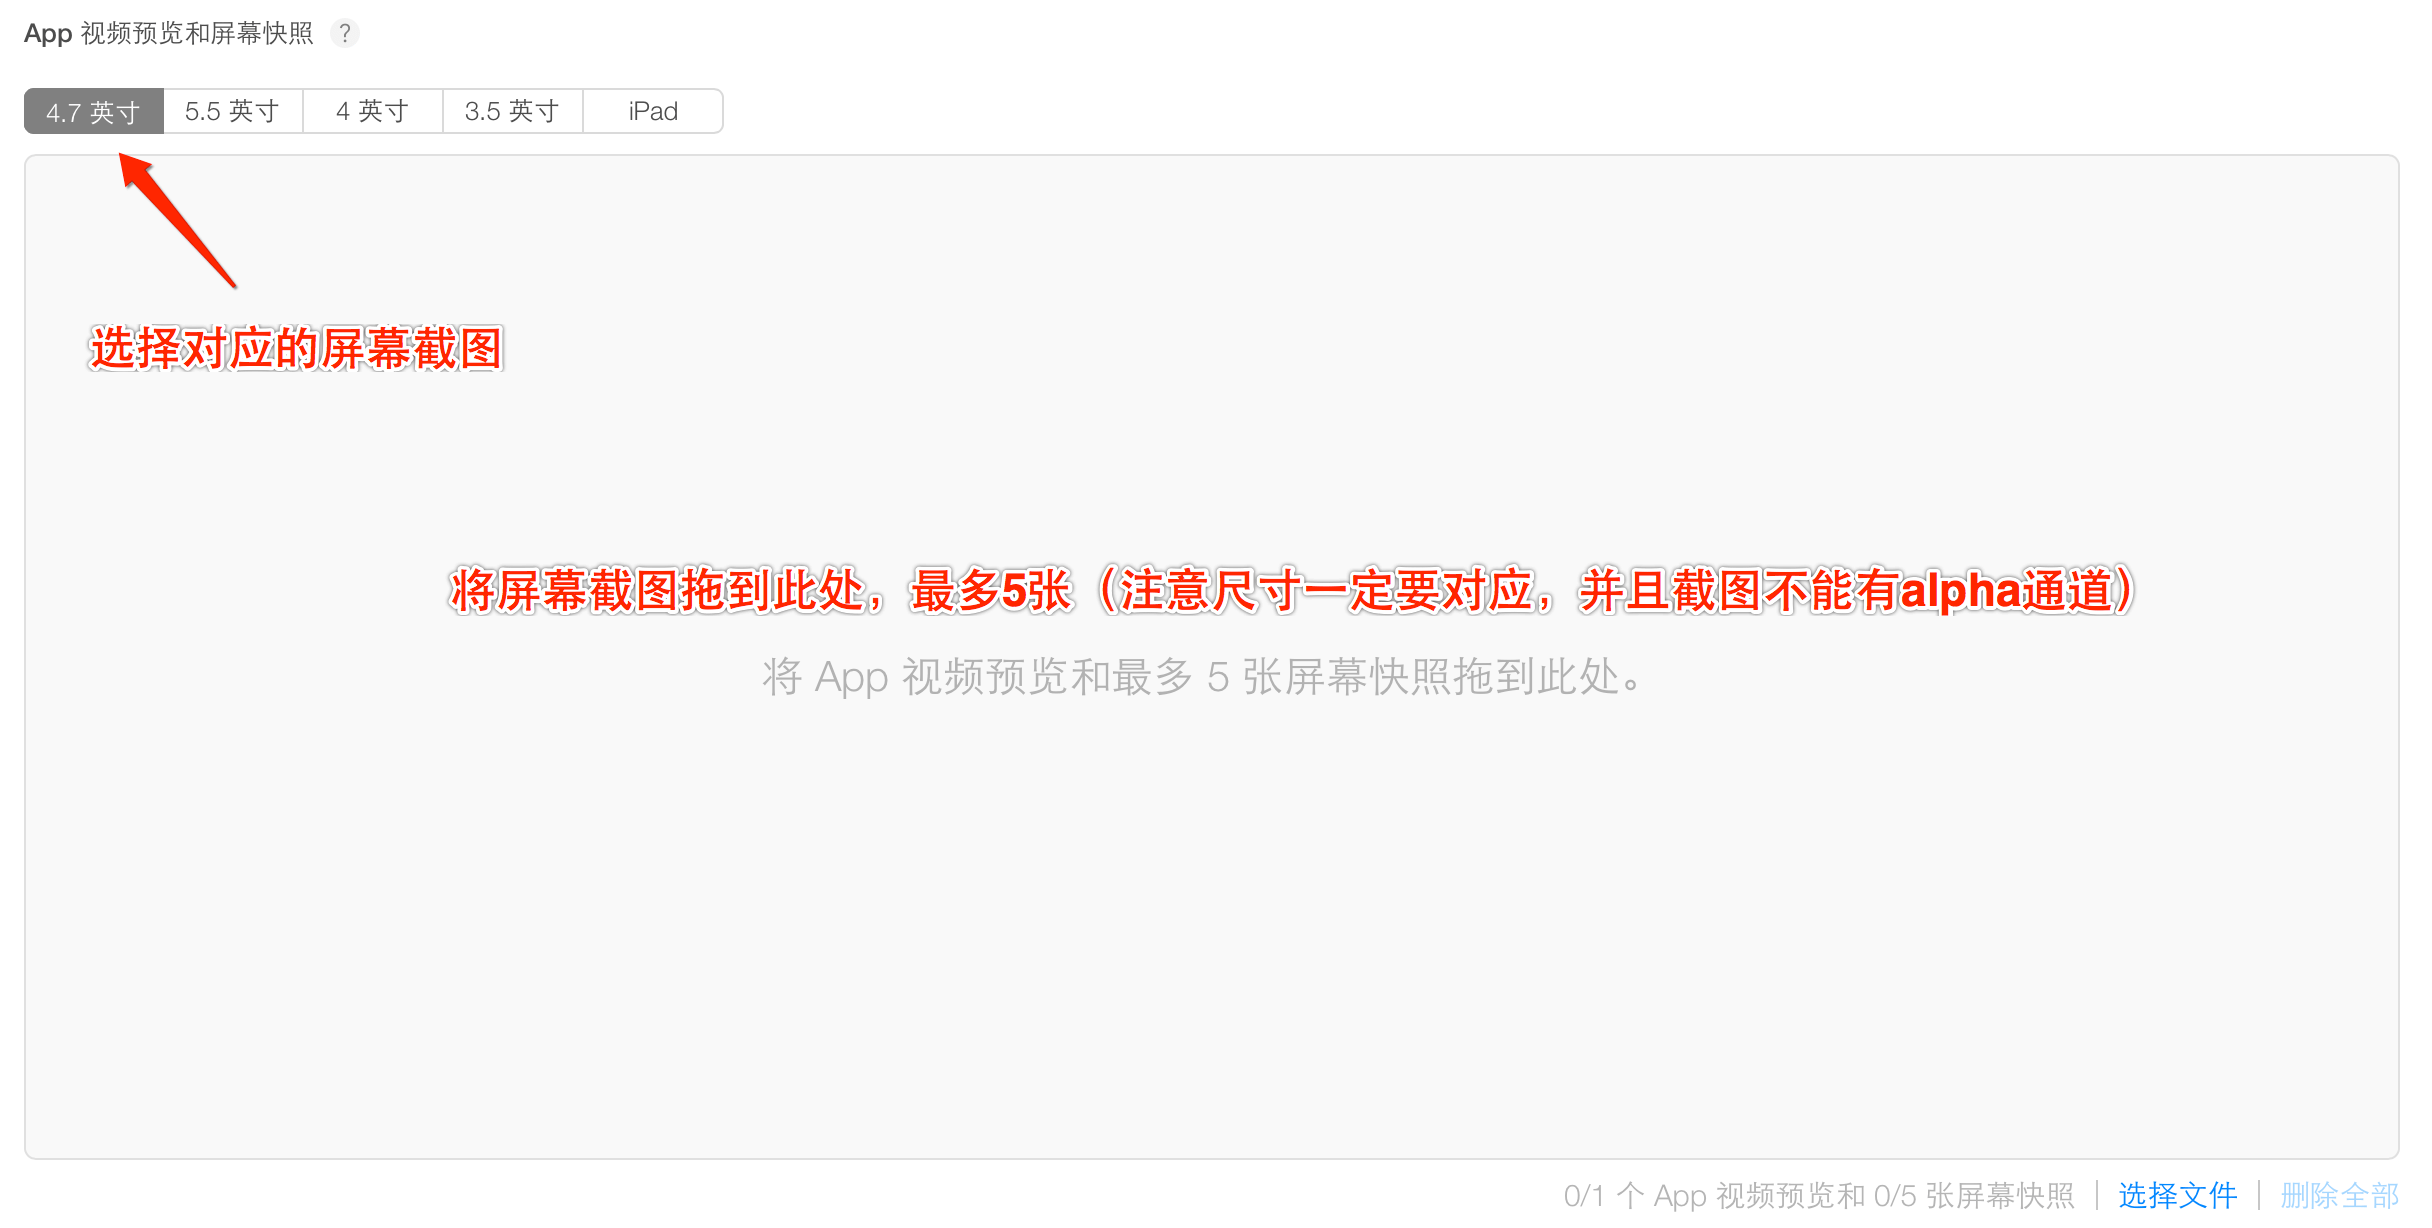 App 视频预览和屏幕快照 ?
4.7 英寸 5.5 英寸 4 英寸 3.5 英寸 iPad
选择对应的屏幕截图
将屏幕截图拖到此处，最多5张（注意尺寸一定要对应，并且截图不能有alpha通道）
将 App 视频预览和最多 5 张屏幕快照拖到此处。
0/1 个 App 视频预览和 0/5 张屏幕快照 | 选择文件 | 删除全部